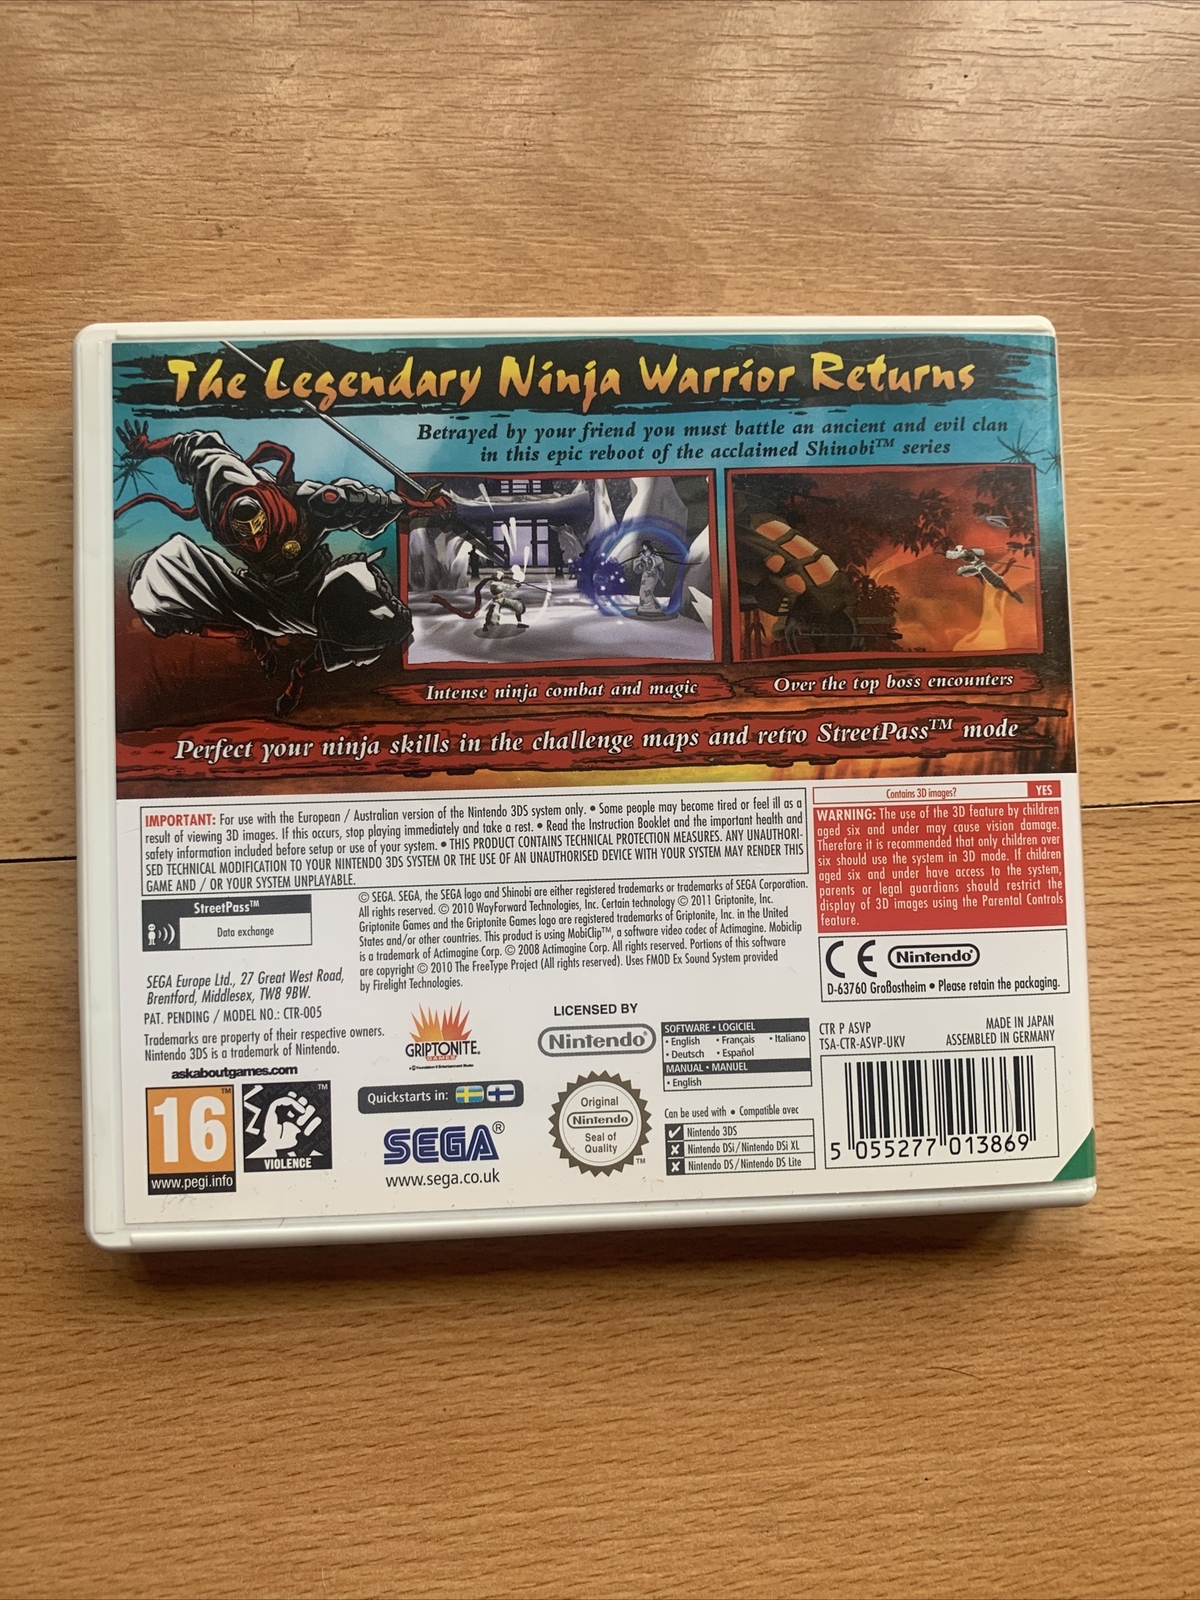 The Legendary Ninja Warrior Returns
Betrayed by your friend you must battle an ancient and evil clan
in this epic reboot of the acclaimed Shinobi™ series
Intense ninja combat and magic
Over the top boss encounters
Perfect your ninja skills in the challenge maps and retro StreetPass™ mode
IMPORTANT: For use with the European / Australian version of the Nintendo 3DS system only. • Some people may become tired or feel ill as a
result of viewing 3D images. If this occurs, stop playing immediately and take a rest. • Read the Instruction Booklet and the important health and
safety information included before setup or use of your system. • THIS PRODUCT CONTAINS TECHNICAL PROTECTION MEASURES. ANY UNAUTHORI-
SED TECHNICAL MODIFICATION TO YOUR NINTENDO 3DS SYSTEM OR THE USE OF AN UNAUTHORISED DEVICE WITH YOUR SYSTEM MAY RENDER THIS
GAME AND / OR YOUR SYSTEM UNPLAYABLE.
Contains 3D images? YES
WARNING: The use of the 3D feature by children
aged six and under may cause vision damage.
Therefore it is recommended that only children over
six should use the system in 3D mode. If children
aged six and under have access to the system,
parents or legal guardians should restrict the
display of 3D images using the Parental Controls
feature.
StreetPass™
Data exchange
© SEGA. SEGA, the SEGA logo and Shinobi are either registered trademarks or trademarks of SEGA Corporation.
All rights reserved. © 2010 WayForward Technologies, Inc. Certain technology © 2011 Griptonite, Inc.
Griptonite Games and the Griptonite Games logo are registered trademarks of Griptonite, Inc. in the United
States and/or other countries. This product is using MobiClip™, a software video codec of Actimagine. Mobiclip
is a trademark of Actimagine Corp. © 2008 Actimagine Corp. All rights reserved. Portions of this software
are copyright © 2010 The FreeType Project (All rights reserved). Uses FMOD Ex Sound System provided
by Firelight Technologies.
CE Nintendo
D-63760 Großostheim • Please retain the packaging.
SEGA Europe Ltd., 27 Great West Road,
Brentford, Middlesex, TW8 9BW.
PAT. PENDING / MODEL NO.: CTR-005
Trademarks are property of their respective owners.
Nintendo 3DS is a trademark of Nintendo.
askaboutgames.com
16™
www.pegi.info
™
VIOLENCE
GRIPTONITE.
GAMES
Quickstarts in:
SEGA®
www.sega.co.uk
LICENSED BY
Nintendo
Original
Nintendo
Seal of
Quality
™
SOFTWARE • LOGICIEL
• English • Français • Italiano
• Deutsch • Español
MANUAL • MANUEL
• English
Can be used with • Compatible avec
Nintendo 3DS
Nintendo DSi/Nintendo DSi XL
Nintendo DS/Nintendo DS Lite
CTR P ASVP MADE IN JAPAN
TSA-CTR-ASVP-UKV ASSEMBLED IN GERMANY
5 055277 013869